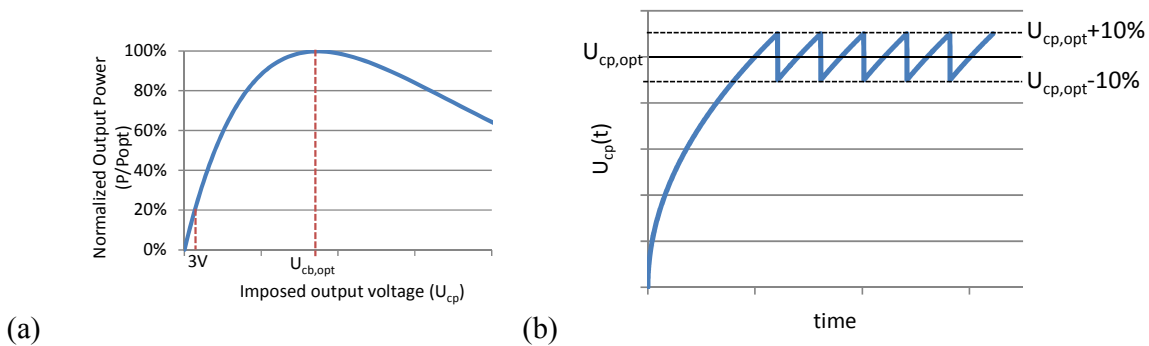 Normalized Output Power
(P/Popt)
100%
80%
60%
40%
20%
0%
3V
Ucb,opt
Imposed output voltage (Ucp)
(a)
Ucp(t)
Ucp,opt
Ucp,opt+10%
Ucp,opt-10%
time
(b)